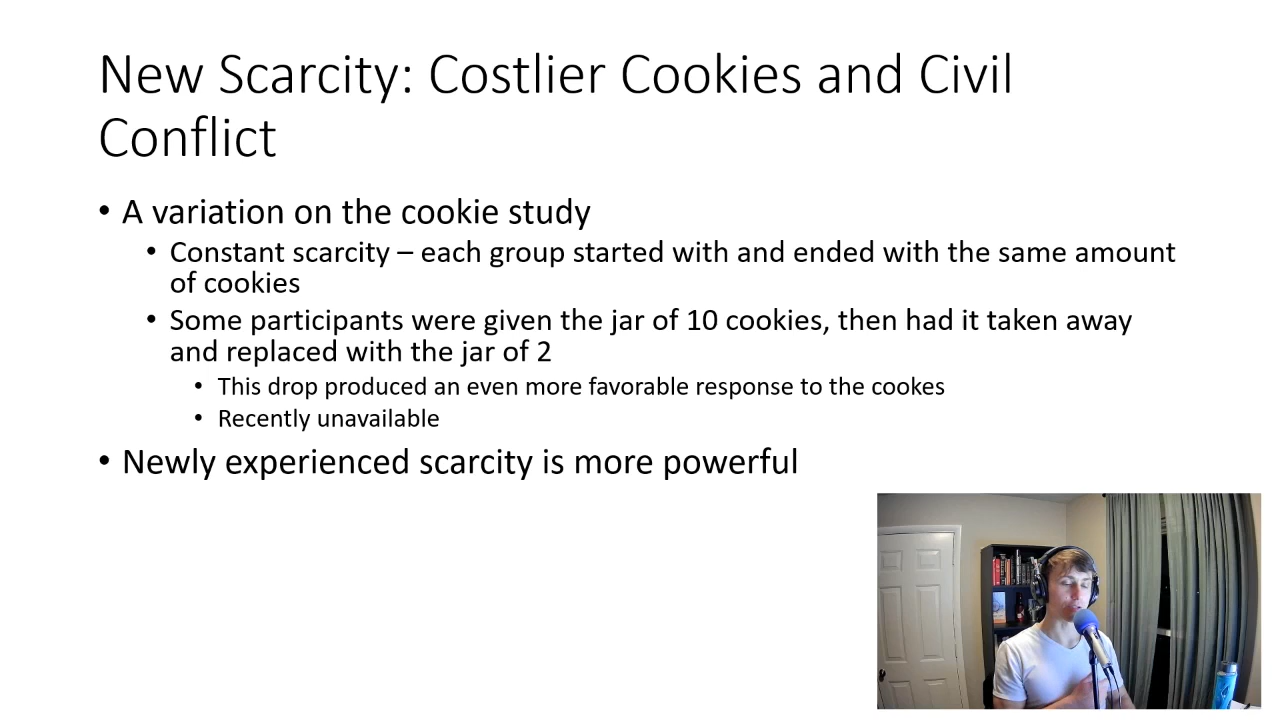 New Scarcity: Costlier Cookies and Civil
Conflict
• A variation on the cookie study
• Constant scarcity – each group started with and ended with the same amount
of cookies
• Some participants were given the jar of 10 cookies, then had it taken away
and replaced with the jar of 2
• This drop produced an even more favorable response to the cookes
• Recently unavailable
• Newly experienced scarcity is more powerful